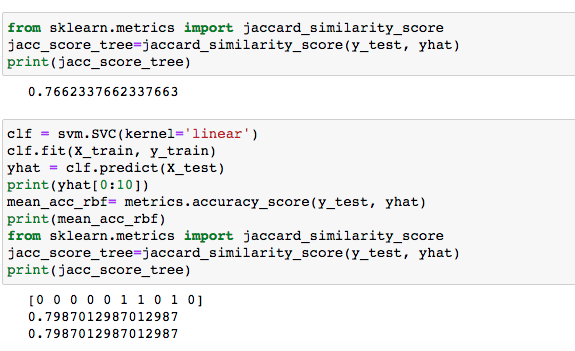 from sklearn.metrics import jaccard_similarity_score
jacc_score_tree=jaccard_similarity_score(y_test, yhat)
print(jacc_score_tree)
0.7662337662337663
clf = svm.SVC(kernel='linear')
clf.fit(X_train, y_train)
yhat = clf.predict(X_test)
print(yhat[0:10])
mean_acc_rbf= metrics.accuracy_score(y_test, yhat)
print(mean_acc_rbf)
from sklearn.metrics import jaccard_similarity_score
jacc_score_tree=jaccard_similarity_score(y_test, yhat)
print(jacc_score_tree)
[0 0 0 0 0 1 1 0 1 0]
0.7987012987012987
0.7987012987012987